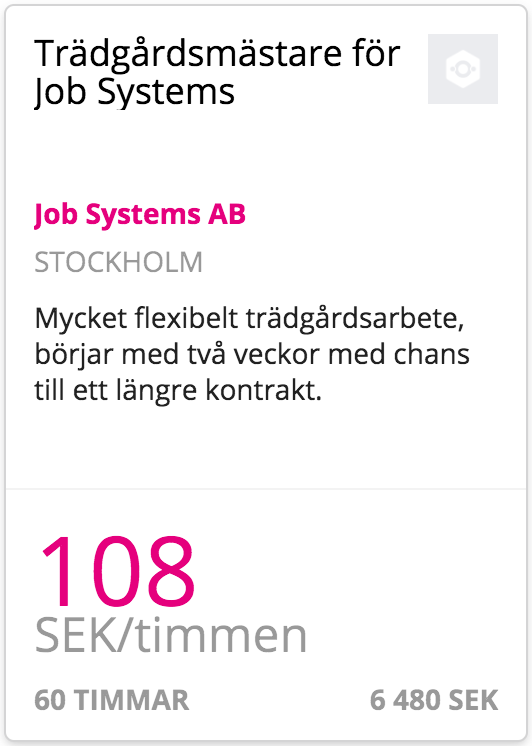 Trädgårdsmästare för
Job Systems
Job Systems AB
STOCKHOLM
Mycket flexibelt trädgårdsarbete,
börjar med två veckor med chans
till ett längre kontrakt.
108
SEK/timmen
60 TIMMAR 6 480 SEK